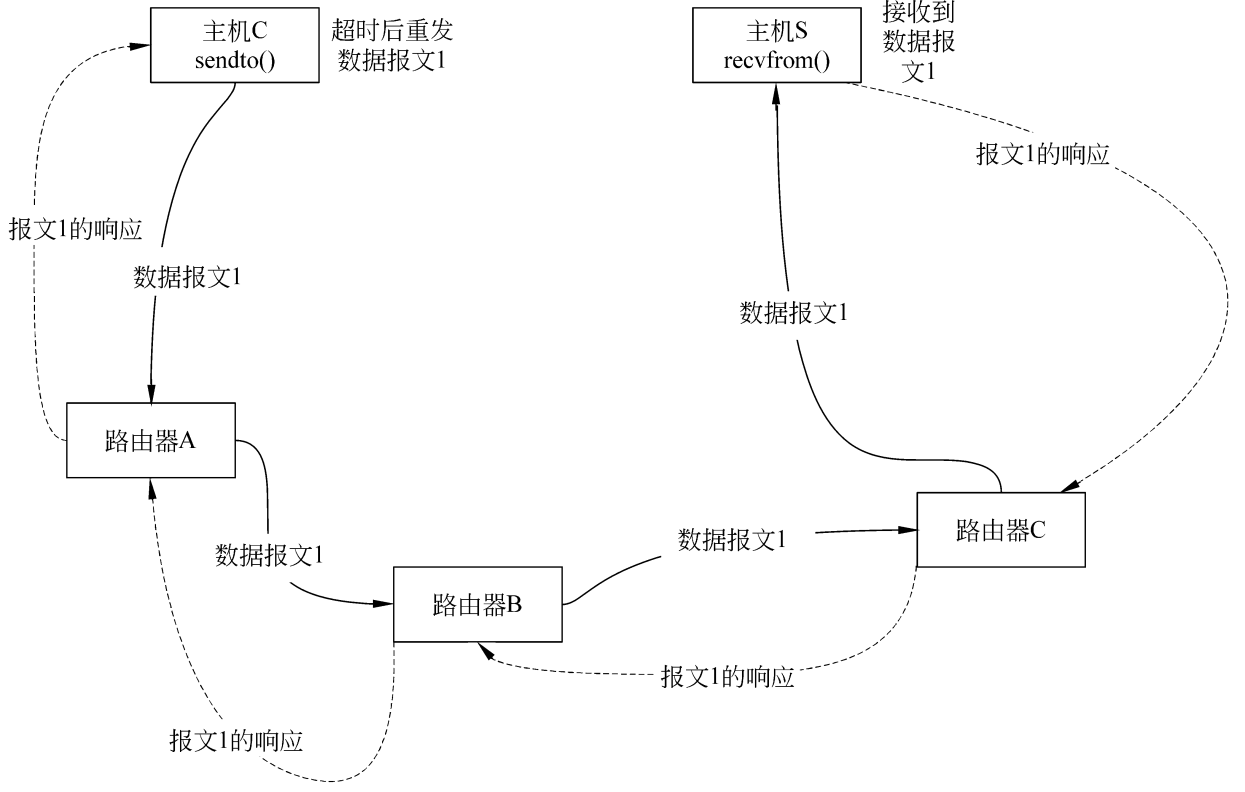 主机C
sendto()
超时后重发
数据报文1
主机S
recvfrom()
接收到
数据报
文1
报文1的响应
报文1的响应
数据报文1
数据报文1
路由器A
路由器C
数据报文1
数据报文1
路由器B
报文1的响应
报文1的响应